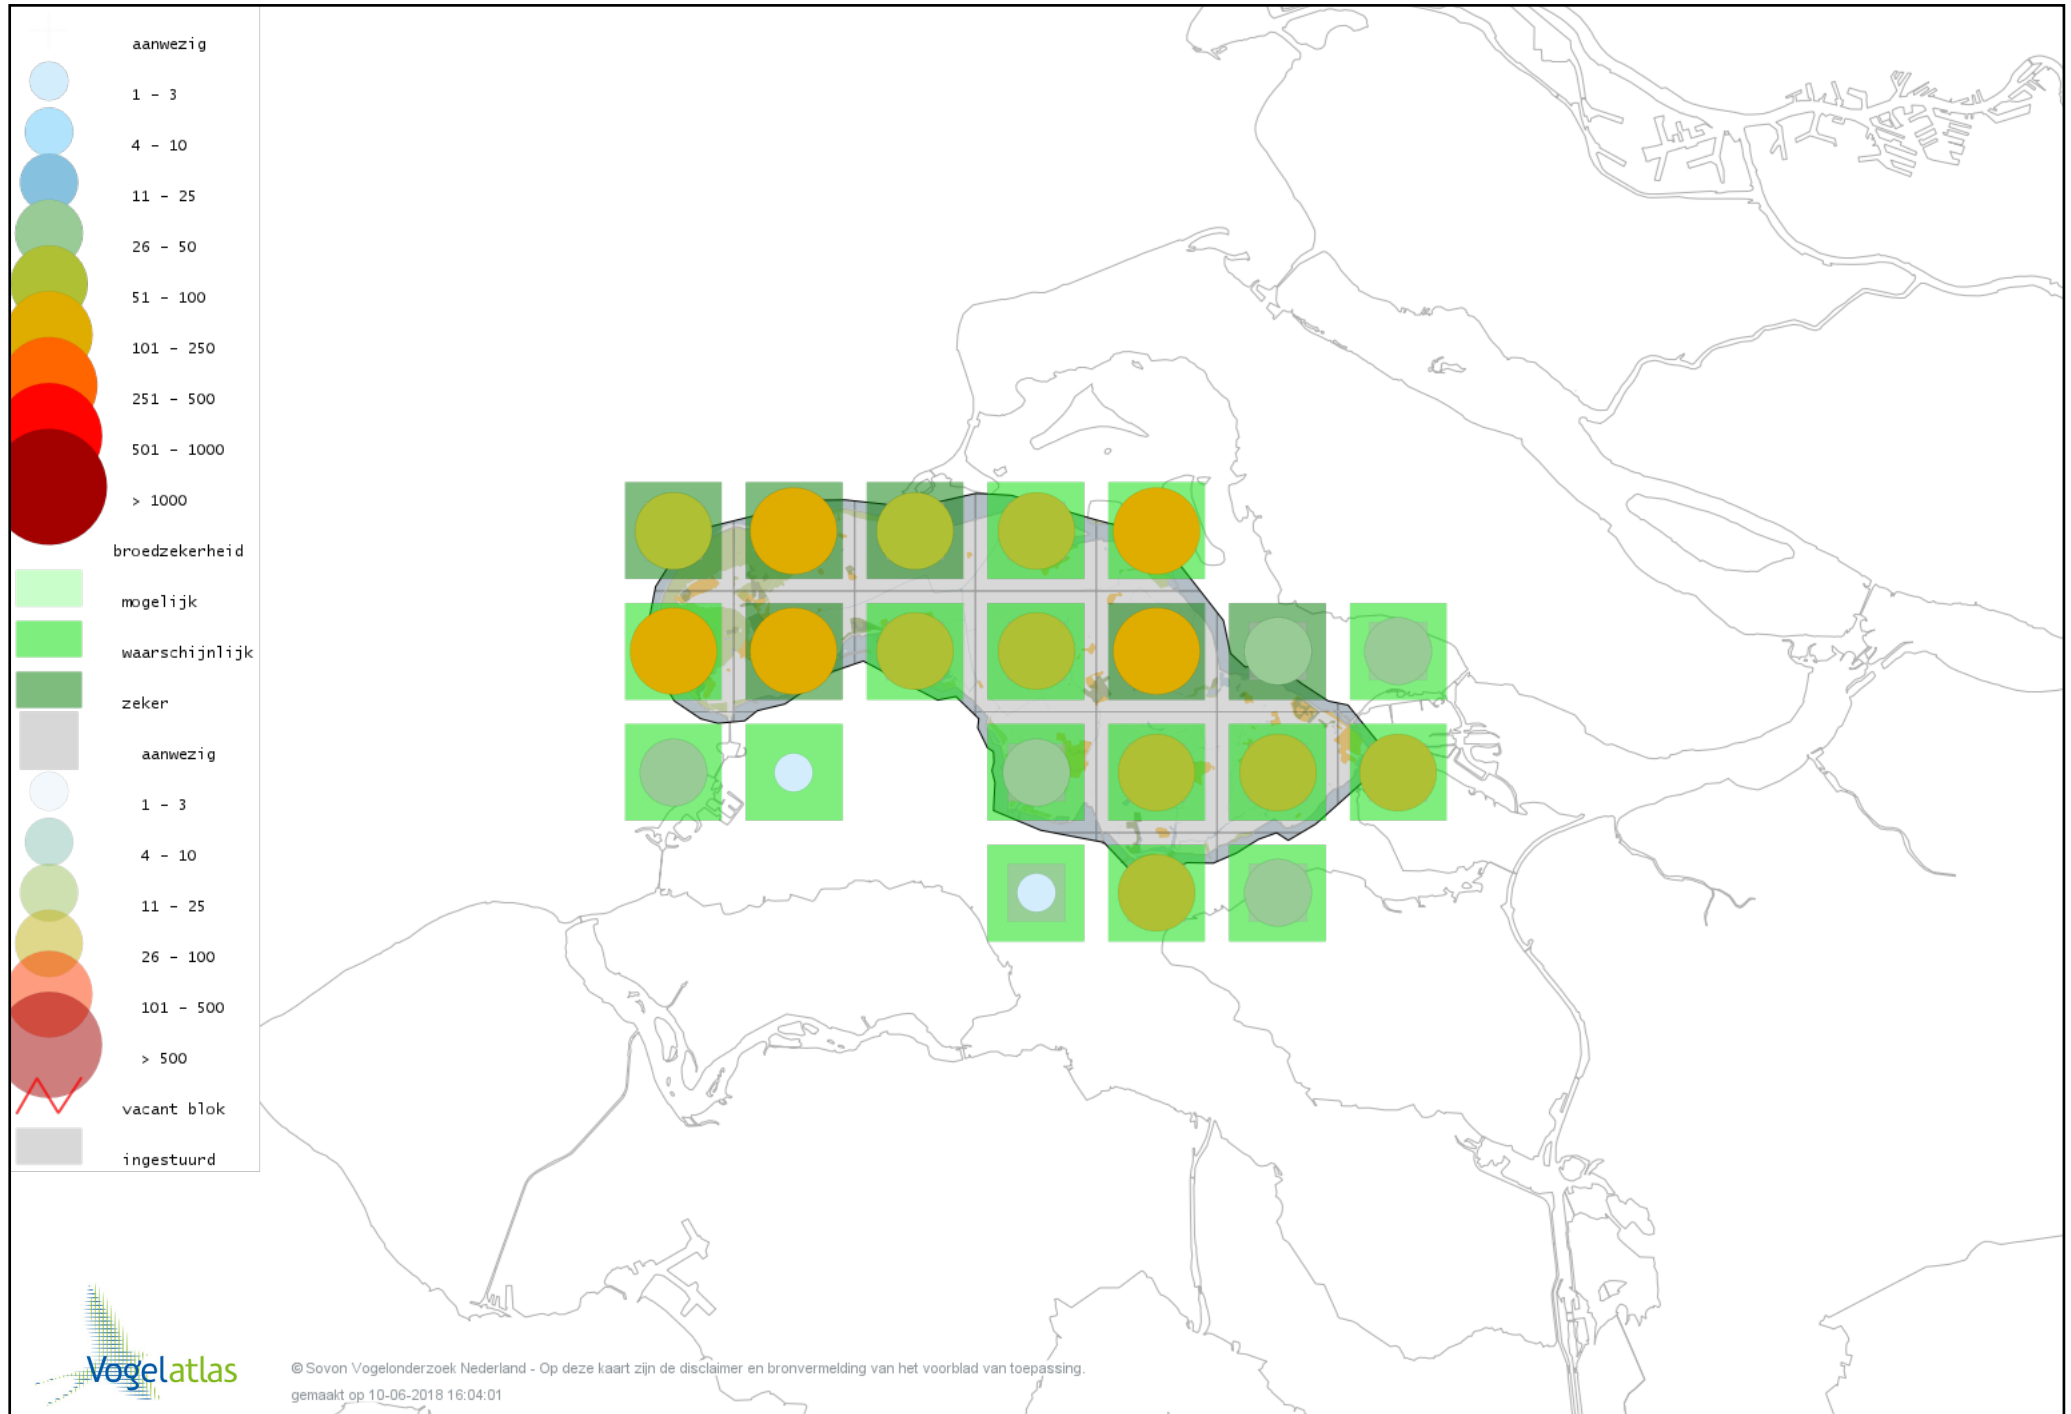 aanwezig
1 - 3
4 - 10
11 - 25
26 - 50
51 - 100
101 - 250
251 - 500
501 - 1000
> 1000
broedzekerheid
mogelijk
waarschijnlijk
zeker
aanwezig
1 - 3
4 - 10
11 - 25
26 - 100
101 - 500
> 500
vacant blok
ingestuurd
Vogelatlas
© Sovon Vogelonderzoek Nederland - Op deze kaart zijn de disclaimer en bronvermelding van het voorblad van toepassing.
gemaakt op 10-06-2018 16:04:01